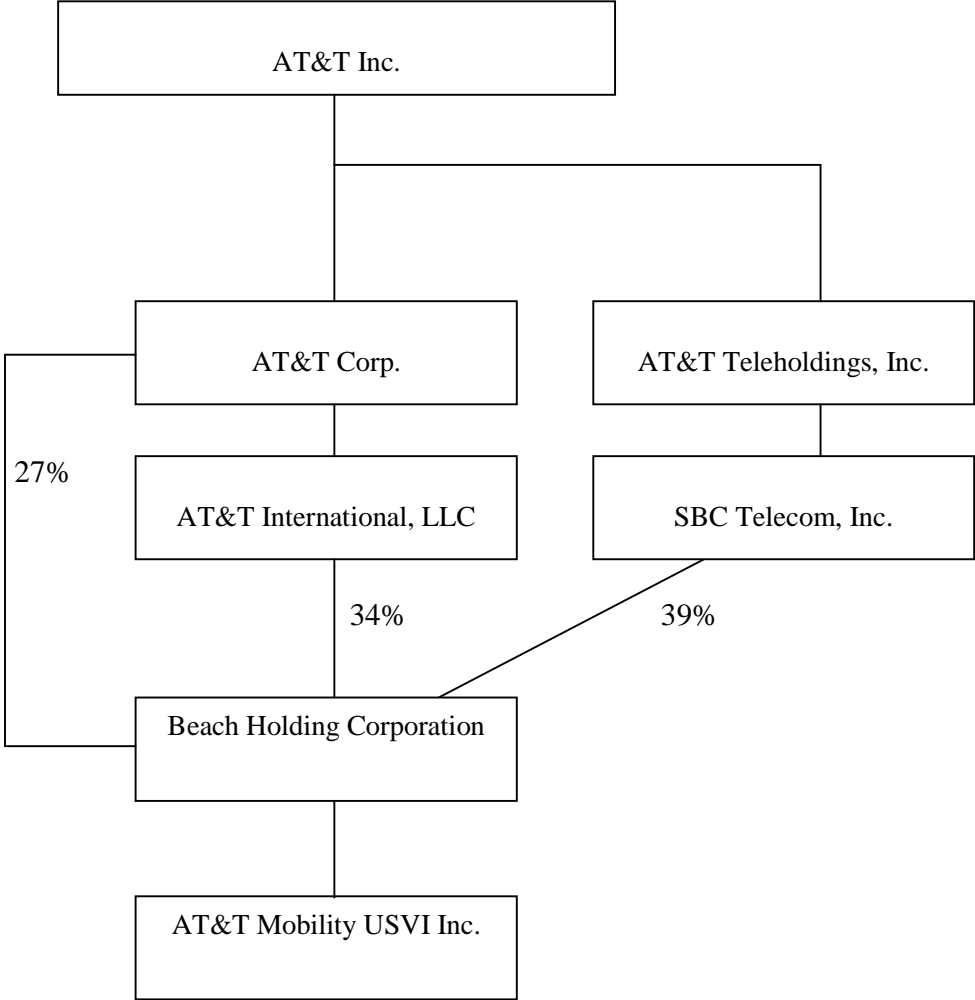 AT&T Inc.
AT&T Corp.
AT&T Teleholdings, Inc.
27%
AT&T International, LLC
SBC Telecom, Inc.
34%
39%
Beach Holding Corporation
AT&T Mobility USVI Inc.